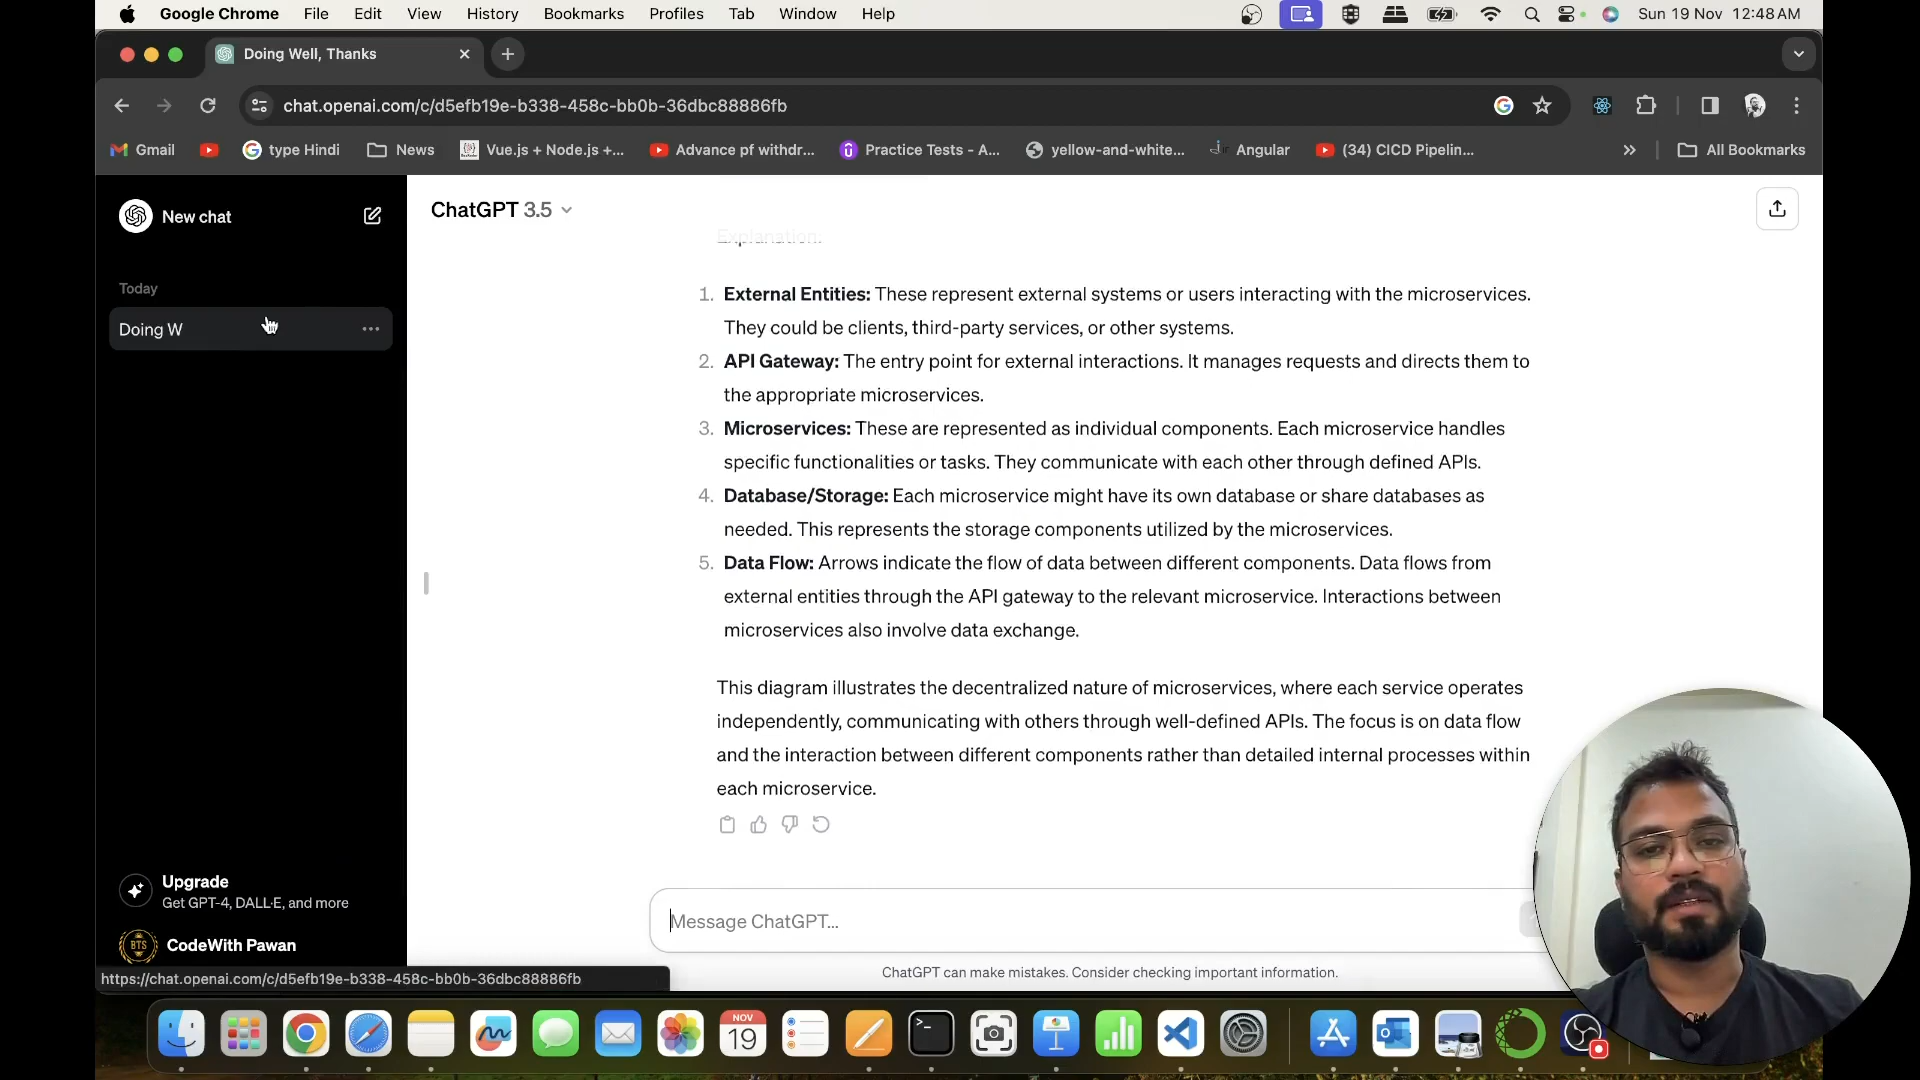 Google Chrome File Edit View History Bookmarks Profiles Tab Window Help Sun 19 Nov 12:48 AM
Doing Well, Thanks
chat.openai.com/c/d5efb19e-b338-458c-bb0b-36dbc88886fb
Gmail type Hindi News Vue.js + Node.js +... Advance pf withdr... Practice Tests - A... yellow-and-white... Angular (34) CICD Pipelin... » All Bookmarks
New chat
Today
Doing W
ChatGPT 3.5
Explanation:
1. External Entities: These represent external systems or users interacting with the microservices.
They could be clients, third-party services, or other systems.
2. API Gateway: The entry point for external interactions. It manages requests and directs them to
the appropriate microservices.
3. Microservices: These are represented as individual components. Each microservice handles
specific functionalities or tasks. They communicate with each other through defined APIs.
4. Database/Storage: Each microservice might have its own database or share databases as
needed. This represents the storage components utilized by the microservices.
5. Data Flow: Arrows indicate the flow of data between different components. Data flows from
external entities through the API gateway to the relevant microservice. Interactions between
microservices also involve data exchange.
This diagram illustrates the decentralized nature of microservices, where each service operates
independently, communicating with others through well-defined APIs. The focus is on data flow
and the interaction between different components rather than detailed internal processes within
each microservice.
Upgrade
Get GPT-4, DALL·E, and more
BTS CodeWith Pawan
Message ChatGPT...
ChatGPT can make mistakes. Consider checking important information.
https://chat.openai.com/c/d5efb19e-b338-458c-bb0b-36dbc88886fb
NOV
19